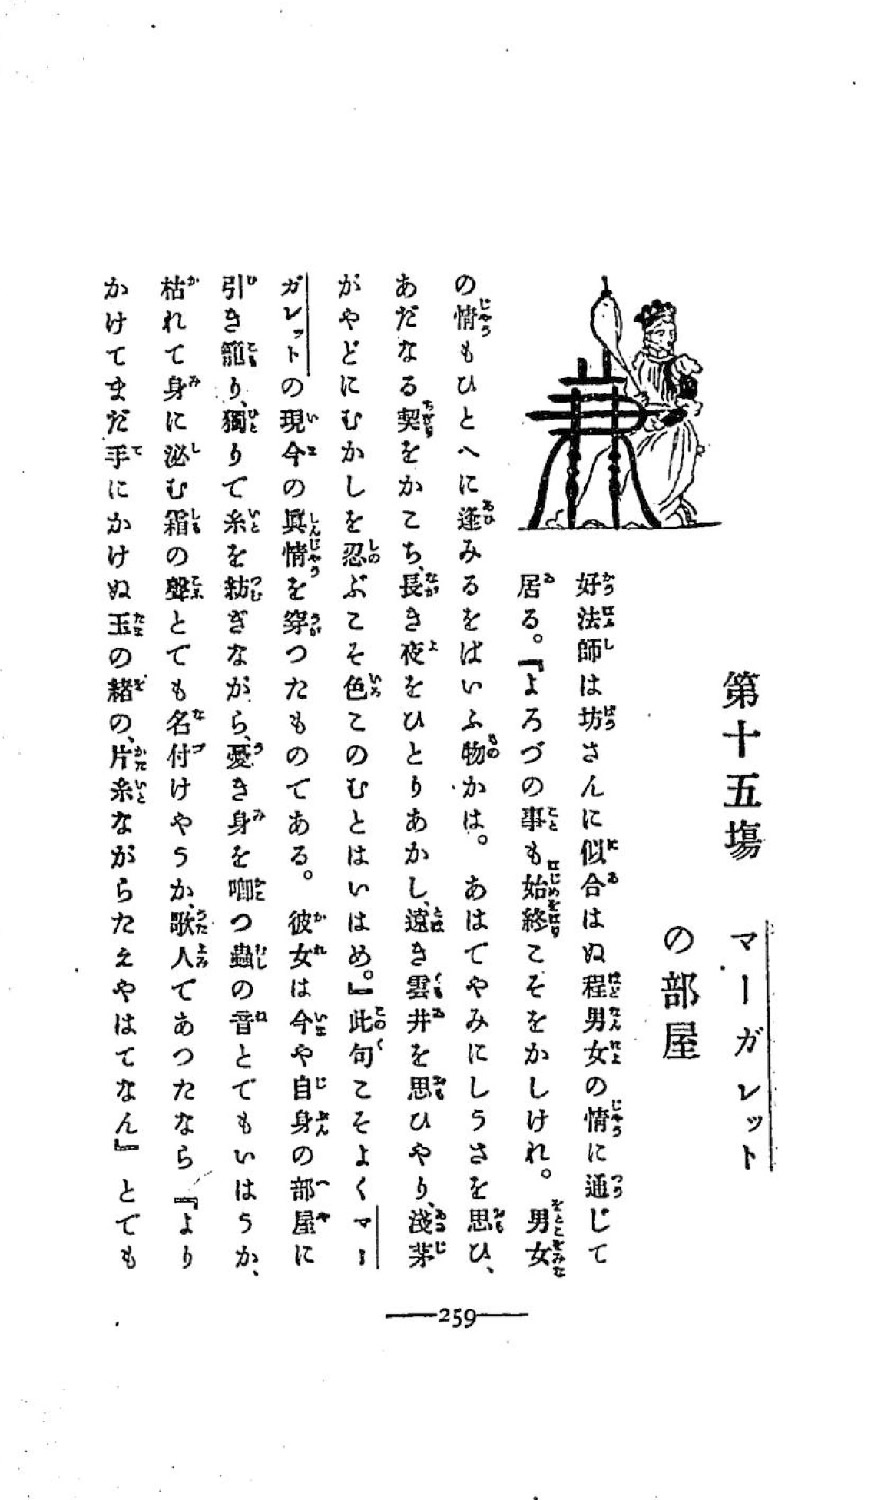 第十五塲　マーガレット
の部屋
好法師は坊さんに似合はぬ程男女の情に通じて
居る。『よろづの事も始終こそをかしけれ。男女
の情もひとへに逢みるをばいふ物かは。あはてやみにしうさを思ひ、
あだなる契をかこち、長き夜をひとりあかし、遠き雲井を思ひやり、淺茅
がやどにむかしを忍ぶこそ色このむとはいはめ。』此句こそよくマー
ガレットの現今の眞情を穿つたものてある。彼女は今や自身の部屋に
引き籠り、獨りて糸を紡ぎながら、憂き身を喞つ蟲の音とでもいはうか、
枯れて身に泌む霜の聲とても名付けやうか、歌人てあつたなら『より
かけてまだ手にかけぬ玉の緒の、片糸ながらたえやはてなん』とても
259